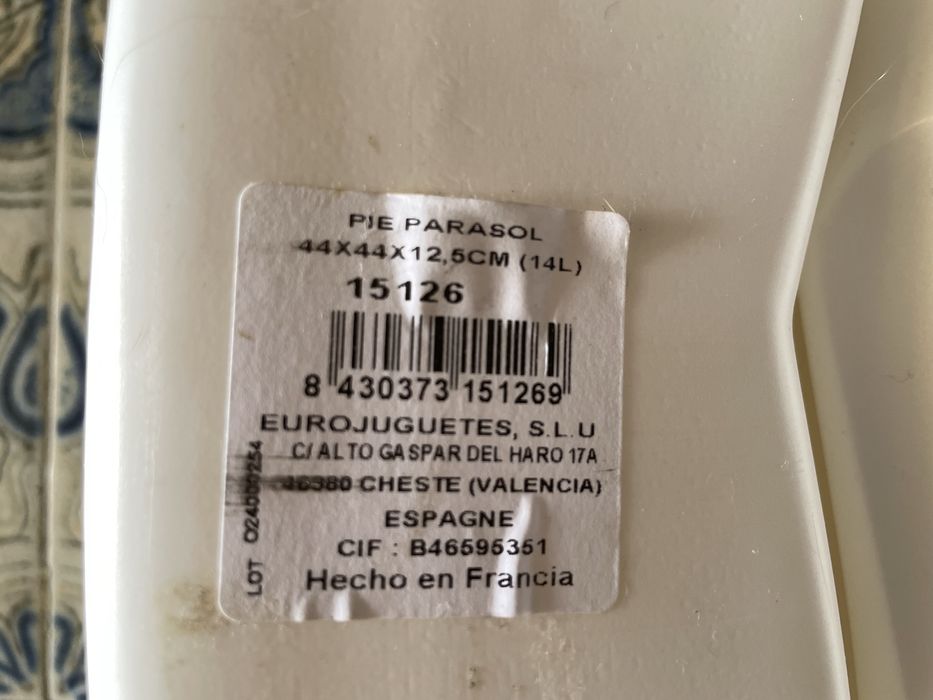 PIE PARASOL
44X44X12,5CM (14L)
15126
8 430373 151269
EUROJUGUETES, S.L.U
C/ ALTO GASPAR DEL HARO 17A
46380 CHESTE (VALENCIA)
ESPAGNE
CIF : B46595351
Hecho en Francia
LOT